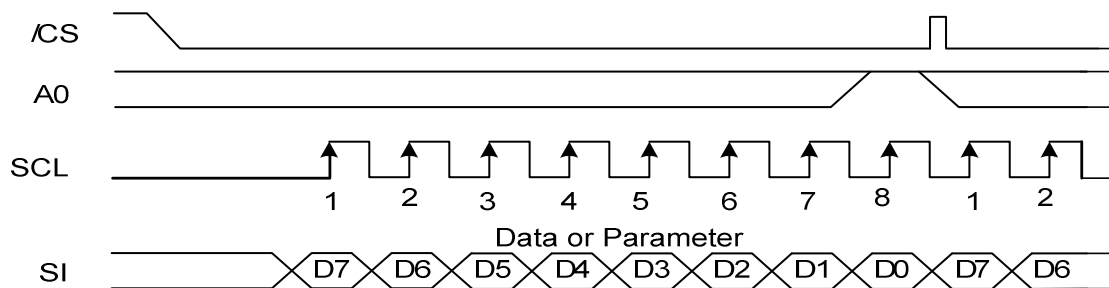 /CS
A0
SCL
1 2 3 4 5 6 7 8 1 2
Data or Parameter
SI D7 D6 D5 D4 D3 D2 D1 D0 D7 D6